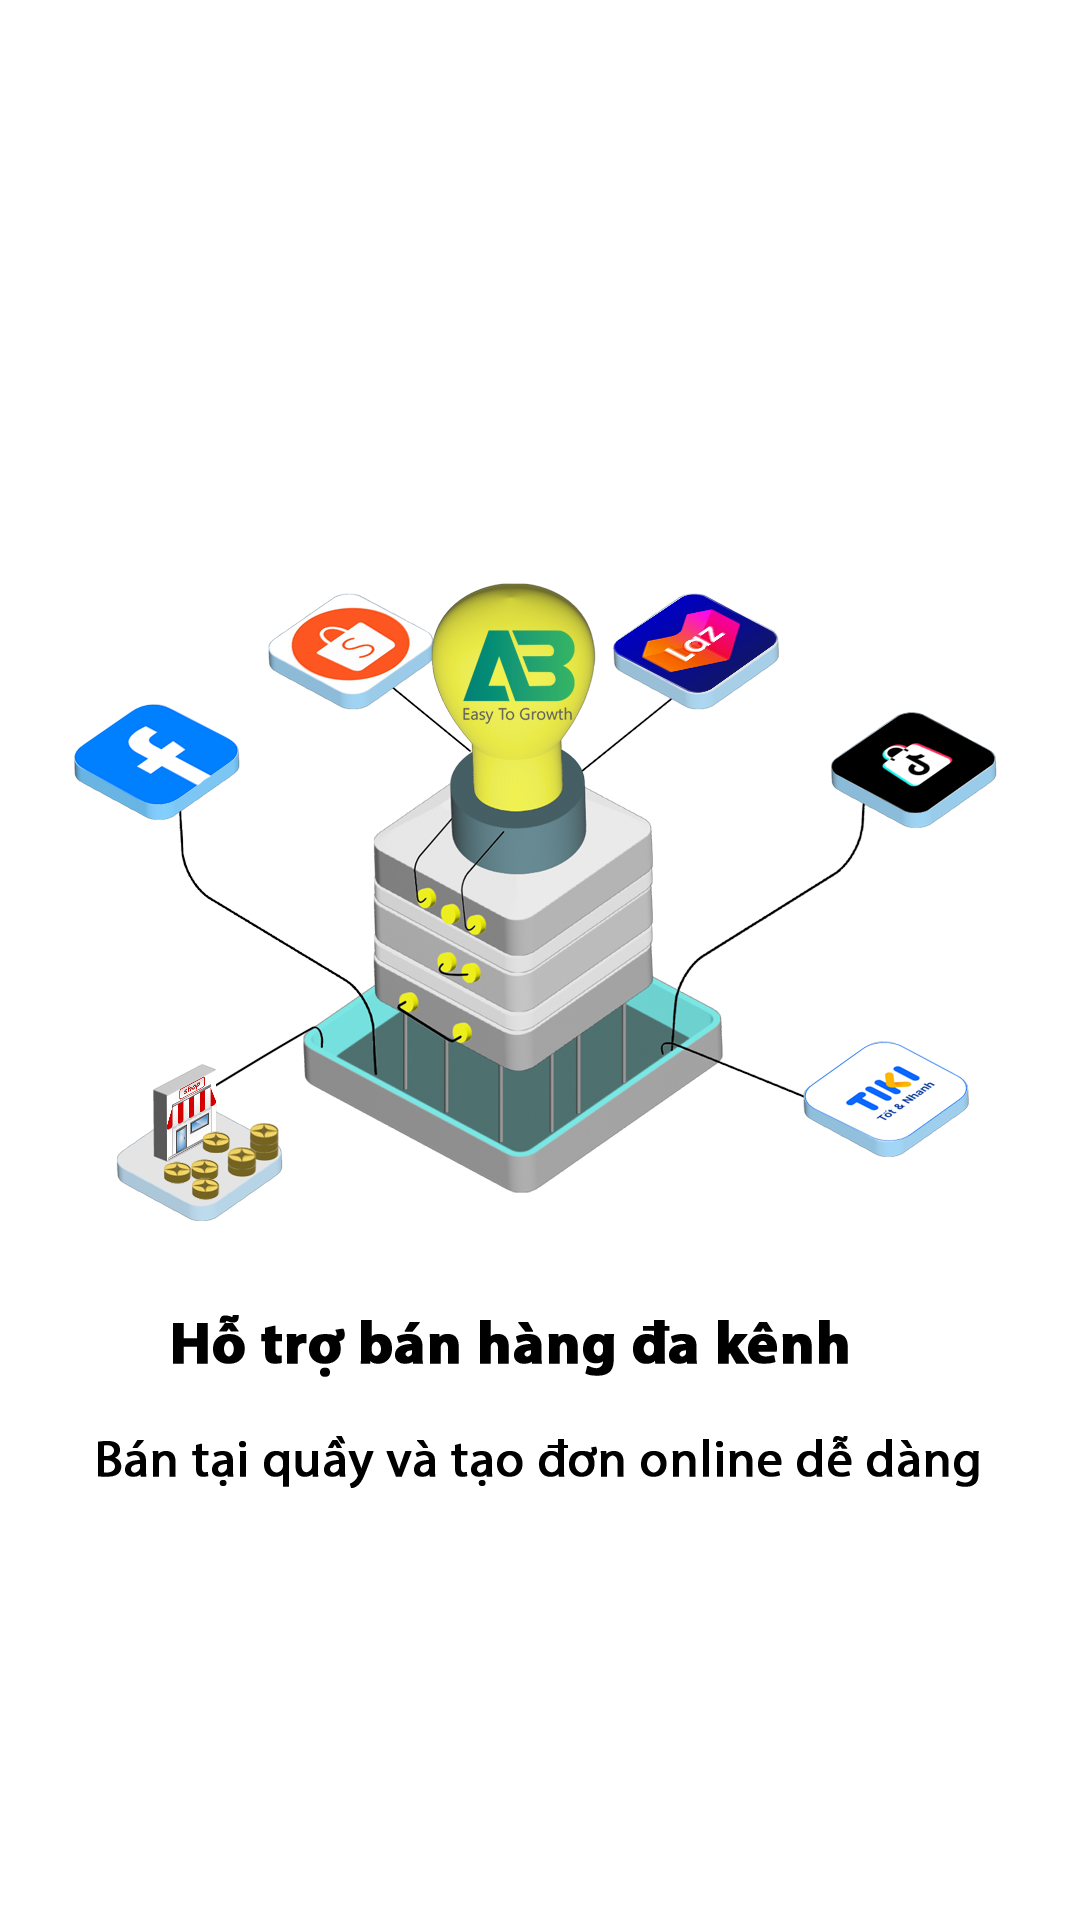 S
AB
Easy To Growth
Laz
f
shop
TIKI
Tốt & Nhanh
Hỗ trợ bán hàng đa kênh
Bán tại quầy và tạo đơn online dễ dàng